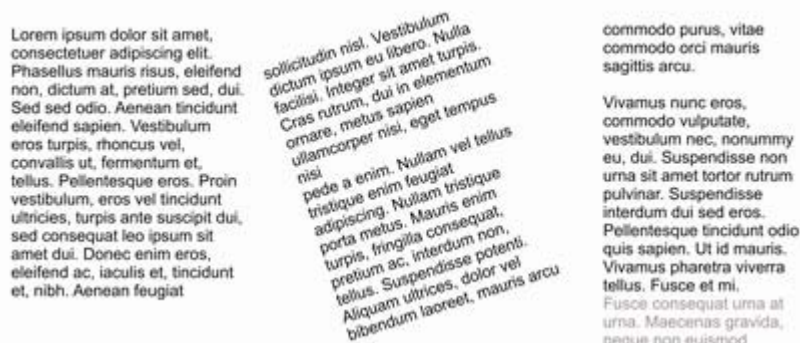 Lorem ipsum dolor sit amet,
consectetuer adipiscing elit.
Phasellus mauris risus, eleifend
non, dictum at, pretium sed, dui.
Sed sed odio. Aenean tincidunt
eleifend sapien. Vestibulum
eros turpis, rhoncus vel,
convallis ut, fermentum et,
tellus. Pellentesque eros. Proin
vestibulum, eros vel tincidunt
ultricies, turpis ante suscipit dui,
sed consequat leo ipsum sit
amet dui. Donec enim eros,
eleifend ac, iaculis et, tincidunt
et, nibh. Aenean feugiat
sollicitudin nisl. Vestibulum
dictum ipsum eu libero. Nulla
facilisi. Integer sit amet turpis.
Cras rutrum, dui in elementum
ornare, metus sapien
ullamcorper nisi, eget tempus
nisi
pede a enim. Nullam vel tellus
tristique enim feugiat
adipiscing. Nullam tristique
porta metus. Mauris enim
turpis, fringilla consequat,
pretium ac, interdum non,
tellus. Suspendisse potenti.
Aliquam ultrices, dolor vel
bibendum laoreet, mauris arcu
commodo purus, vitae
commodo orci mauris
sagittis arcu.
Vivamus nunc eros,
commodo vulputate,
vestibulum nec, nonummy
eu, dui. Suspendisse non
urna sit amet tortor rutrum
pulvinar. Suspendisse
interdum dui sed eros.
Pellentesque tincidunt odio
quis sapien. Ut id mauris.
Vivamus pharetra viverra
tellus. Fusce et mi.
Fusce consequat urna at
urna. Maecenas gravida,
neque non euismod